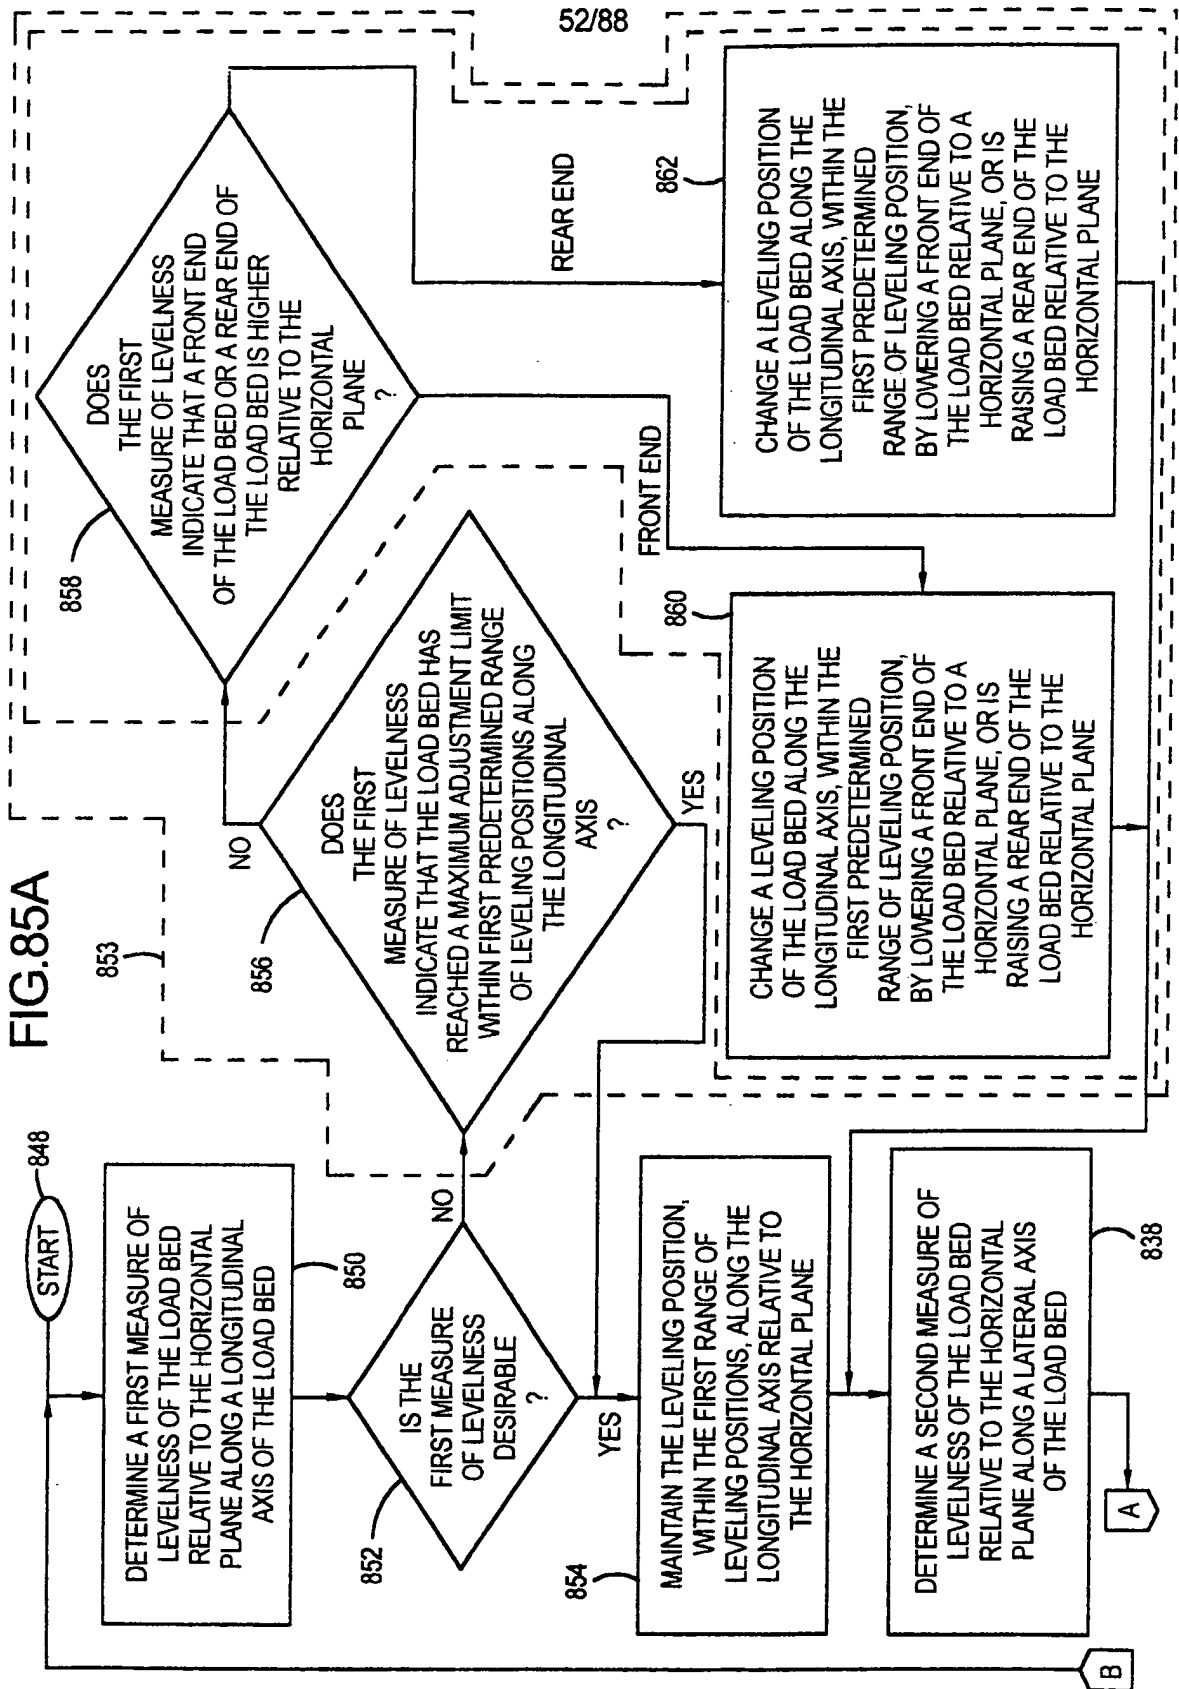 52/88
FIG.85A
START
848
DETERMINE A FIRST MEASURE OF
LEVELNESS OF THE LOAD BED
RELATIVE TO THE HORIZONTAL
PLANE ALONG A LONGITUDINAL
AXIS OF THE LOAD BED
850
IS THE
FIRST MEASURE
OF LEVELNESS
DESIRABLE
?
852
NO
YES
853
MAINTAIN THE LEVELING POSITION,
WITHIN THE FIRST RANGE OF
LEVELING POSITIONS, ALONG THE
LONGITUDINAL AXIS RELATIVE TO
THE HORIZONTAL PLANE
854
DETERMINE A SECOND MEASURE OF
LEVELNESS OF THE LOAD BED
RELATIVE TO THE HORIZONTAL
PLANE ALONG A LATERAL AXIS
OF THE LOAD BED
838
A
B
DOES
THE FIRST
MEASURE OF LEVELNESS
INDICATE THAT THE LOAD BED HAS
REACHED A MAXIMUM ADJUSTMENT LIMIT
WITHIN FIRST PREDETERMINED RANGE
OF LEVELING POSITIONS ALONG
THE LONGITUDINAL
AXIS
?
856
NO
YES
DOES
THE FIRST
MEASURE OF LEVELNESS
INDICATE THAT A FRONT END
OF THE LOAD BED OR A REAR END OF
THE LOAD BED IS HIGHER
RELATIVE TO THE
HORIZONTAL
PLANE
?
858
FRONT END
REAR END
860
CHANGE A LEVELING POSITION
OF THE LOAD BED ALONG THE
LONGITUDINAL AXIS, WITHIN THE
FIRST PREDETERMINED
RANGE OF LEVELING POSITION,
BY LOWERING A FRONT END OF
THE LOAD BED RELATIVE TO A
HORIZONTAL PLANE, OR IS
RAISING A REAR END OF THE
LOAD BED RELATIVE TO THE
HORIZONTAL PLANE
862
CHANGE A LEVELING POSITION
OF THE LOAD BED ALONG THE
LONGITUDINAL AXIS, WITHIN THE
FIRST PREDETERMINED
RANGE OF LEVELING POSITION,
BY LOWERING A FRONT END OF
THE LOAD BED RELATIVE TO A
HORIZONTAL PLANE, OR IS
RAISING A REAR END OF THE
LOAD BED RELATIVE TO THE
HORIZONTAL PLANE